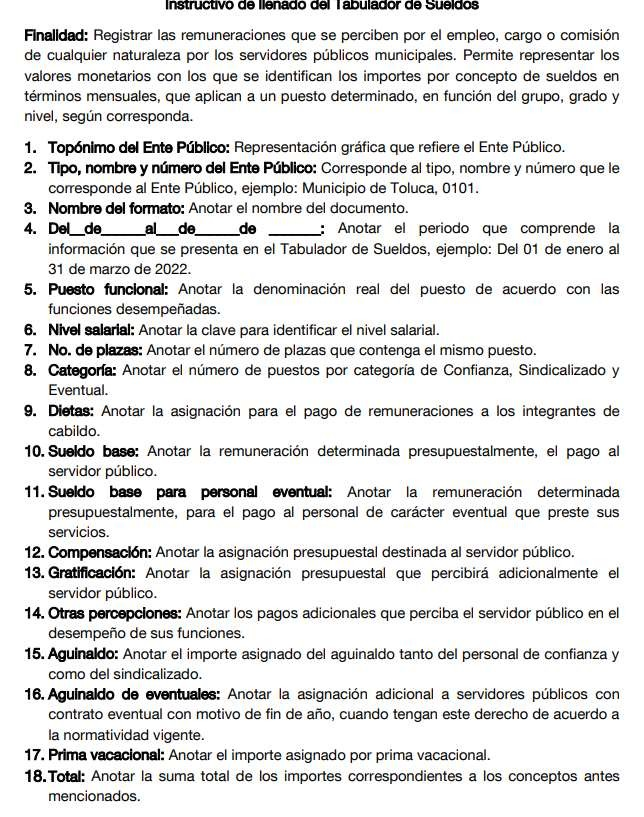 Instructivo de llenado del Tabulador de Sueldos
Finalidad: Registrar las remuneraciones que se perciben por el empleo, cargo o comisión
de cualquier naturaleza por los servidores públicos municipales. Permite representar los
valores monetarios con los que se identifican los importes por concepto de sueldos en
términos mensuales, que aplican a un puesto determinado, en función del grupo, grado y
nivel, según corresponda.
1. Topónimo del Ente Público: Representación gráfica que refiere el Ente Público.
2. Tipo, nombre y número del Ente Público: Corresponde al tipo, nombre y número que le
corresponde al Ente Público, ejemplo: Municipio de Toluca, 0101.
3. Nombre del formato: Anotar el nombre del documento.
4. Del__de______al___de______de _______: Anotar el periodo que comprende la
información que se presenta en el Tabulador de Sueldos, ejemplo: Del 01 de enero al
31 de marzo de 2022.
5. Puesto funcional: Anotar la denominación real del puesto de acuerdo con las
funciones desempeñadas.
6. Nivel salarial: Anotar la clave para identificar el nivel salarial.
7. No. de plazas: Anotar el número de plazas que contenga el mismo puesto.
8. Categoría: Anotar el número de puestos por categoría de Confianza, Sindicalizado y
Eventual.
9. Dietas: Anotar la asignación para el pago de remuneraciones a los integrantes de
cabildo.
10. Sueldo base: Anotar la remuneración determinada presupuestalmente, el pago al
servidor público.
11. Sueldo base para personal eventual: Anotar la remuneración determinada
presupuestalmente, para el pago al personal de carácter eventual que preste sus
servicios.
12. Compensación: Anotar la asignación presupuestal destinada al servidor público.
13. Gratificación: Anotar la asignación presupuestal que percibirá adicionalmente el
servidor público.
14. Otras percepciones: Anotar los pagos adicionales que perciba el servidor público en el
desempeño de sus funciones.
15. Aguinaldo: Anotar el importe asignado del aguinaldo tanto del personal de confianza y
como del sindicalizado.
16. Aguinaldo de eventuales: Anotar la asignación adicional a servidores públicos con
contrato eventual con motivo de fin de año, cuando tengan este derecho de acuerdo a
la normatividad vigente.
17. Prima vacacional: Anotar el importe asignado por prima vacacional.
18. Total: Anotar la suma total de los importes correspondientes a los conceptos antes
mencionados.